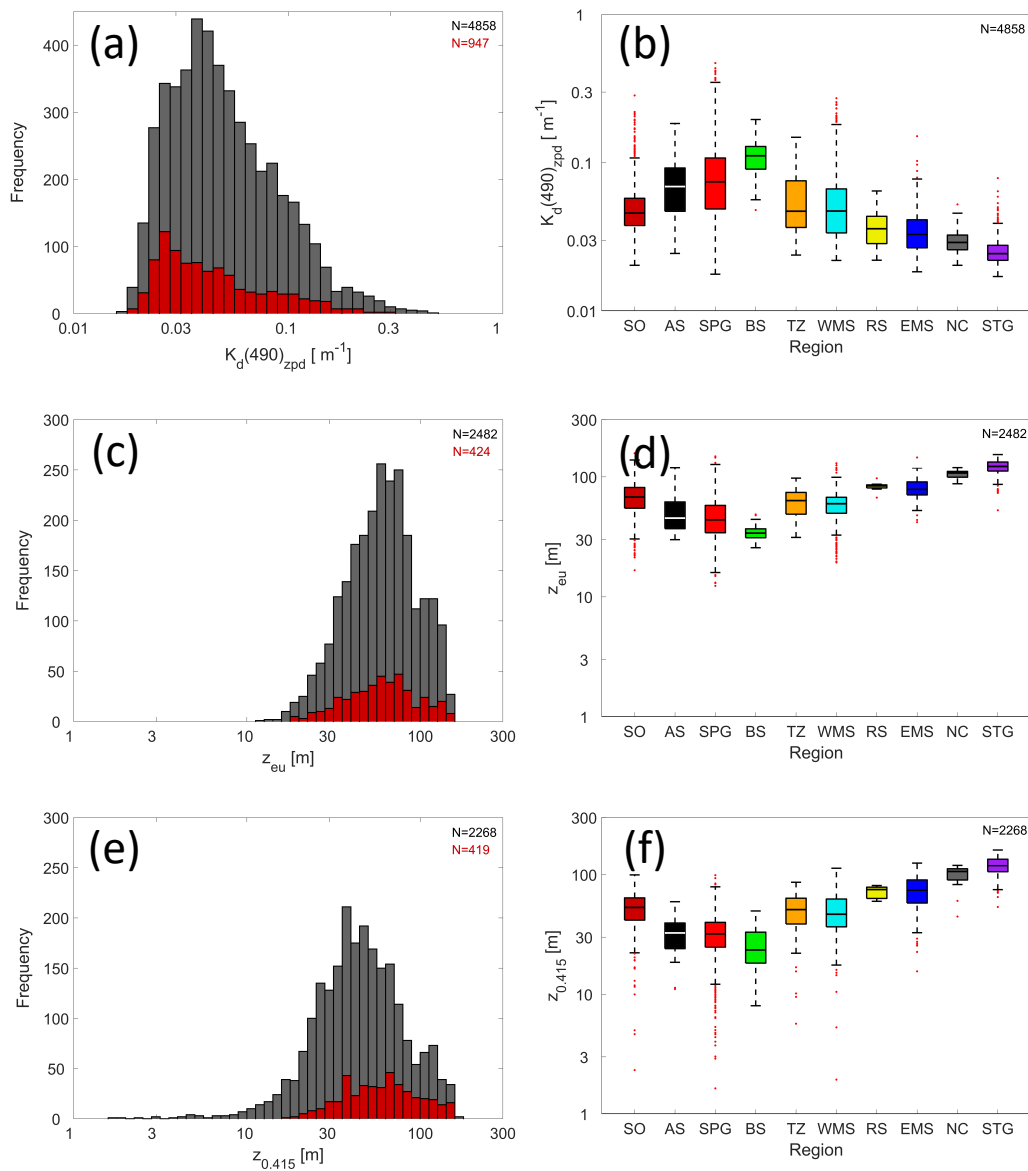 (a)
N=4858
N=947
400
300
200
100
0
Frequency
0.01 0.03 0.1 0.3 1
K_d(490)_zpd [ m^-1]
(b)
N=4858
1
0.3
0.1
0.03
0.01
K_d(490)_zpd [ m^-1]
SO AS SPG BS TZ WMS RS EMS NC STG
Region
(c)
N=2482
N=424
300
250
200
150
100
50
0
Frequency
1 3 10 30 100 300
z_eu [m]
(d)
N=2482
300
100
30
10
3
1
z_eu [m]
SO AS SPG BS TZ WMS RS EMS NC STG
Region
(e)
N=2268
N=419
300
250
200
150
100
50
0
Frequency
1 3 10 30 100 300
z_0.415 [m]
(f)
N=2268
300
100
30
10
3
1
z_0.415 [m]
SO AS SPG BS TZ WMS RS EMS NC STG
Region